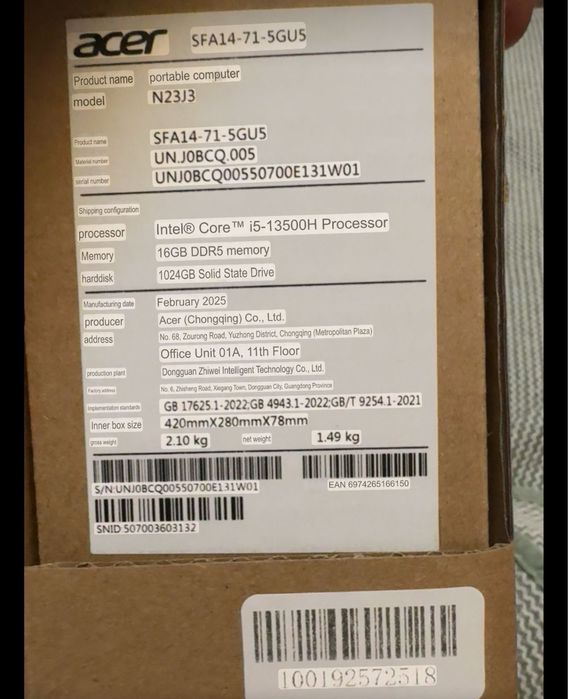 acer SFA14-71-5GU5
Product name portable computer
model N23J3
Product name SFA14-71-5GU5
Material number UN.J0BCQ.005
serial number UNJ0BCQ00550700E131W01
Shipping configuration
processor Intel® Core™ i5-13500H Processor
Memory 16GB DDR5 memory
harddisk 1024GB Solid State Drive
Manufacturing date February 2025
producer Acer (Chongqing) Co., Ltd.
address No. 68, Zourong Road, Yuzhong District, Chongqing (Metropolitan Plaza)
Office Unit 01A, 11th Floor
production plant Dongguan Zhiwei Intelligent Technology Co., Ltd.
Factory address No. 6, Zhisheng Road, Xiegang Town, Dongguan City, Guangdong Province
Implementation standards GB 17625.1-2022;GB 4943.1-2022;GB/T 9254.1-2021
Inner box size 420mmX280mmX78mm
gross weight 2.10 kg net weight 1.49 kg
S/N:UNJ0BCQ00550700E131W01 EAN 6974265166150
SNID 507003603132
100192572518